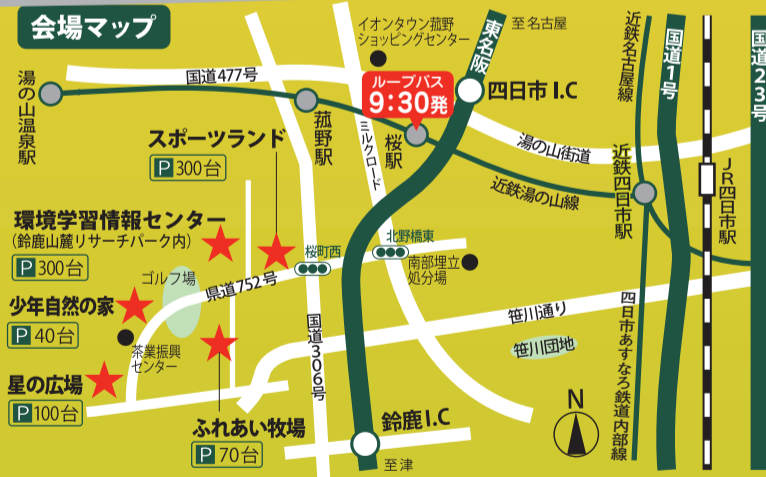 会場マップ
イオンタウン菰野
ショッピングセンター
東名阪
至名古屋
近鉄名古屋線
国道1号
国道23号
国道477号
湯の山温泉駅
ループバス
9:30発
四日市 I.C
菰野駅
ミルクロード
桜駅
湯の山街道
近鉄湯の山線
近鉄四日市駅
JR四日市駅
スポーツランド
P 300台
環境学習情報センター
(鈴鹿山麓リサーチパーク内)
P 300台
桜町西
北野橋東
南部埋立
処分場
ゴルフ場
県道752号
少年自然の家
P 40台
茶業振興
センター
国道306号
笹川通り
笹川団地
四日市あすなろ鉄道内部線
星の広場
P 100台
ふれあい牧場
P 70台
鈴鹿 I.C
至津
N